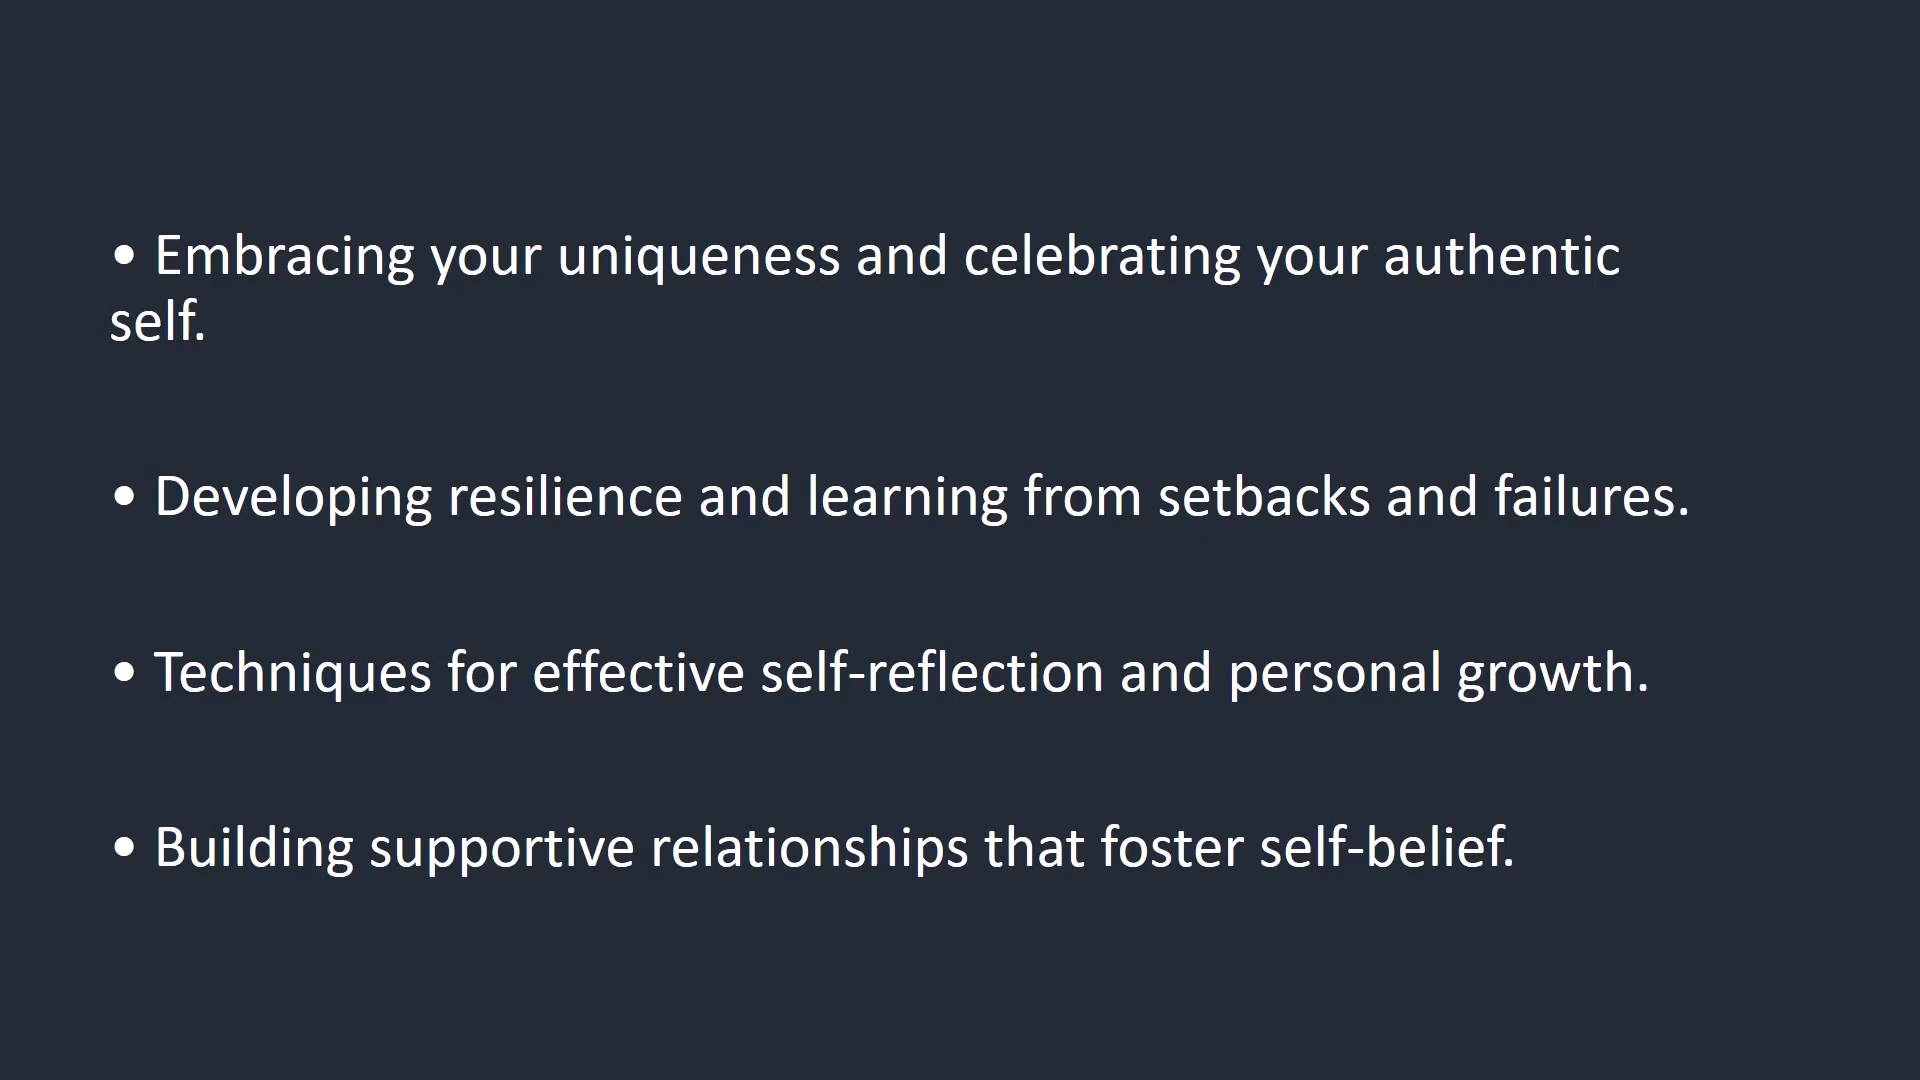 • Embracing your uniqueness and celebrating your authentic
self.
• Developing resilience and learning from setbacks and failures.
• Techniques for effective self-reflection and personal growth.
• Building supportive relationships that foster self-belief.